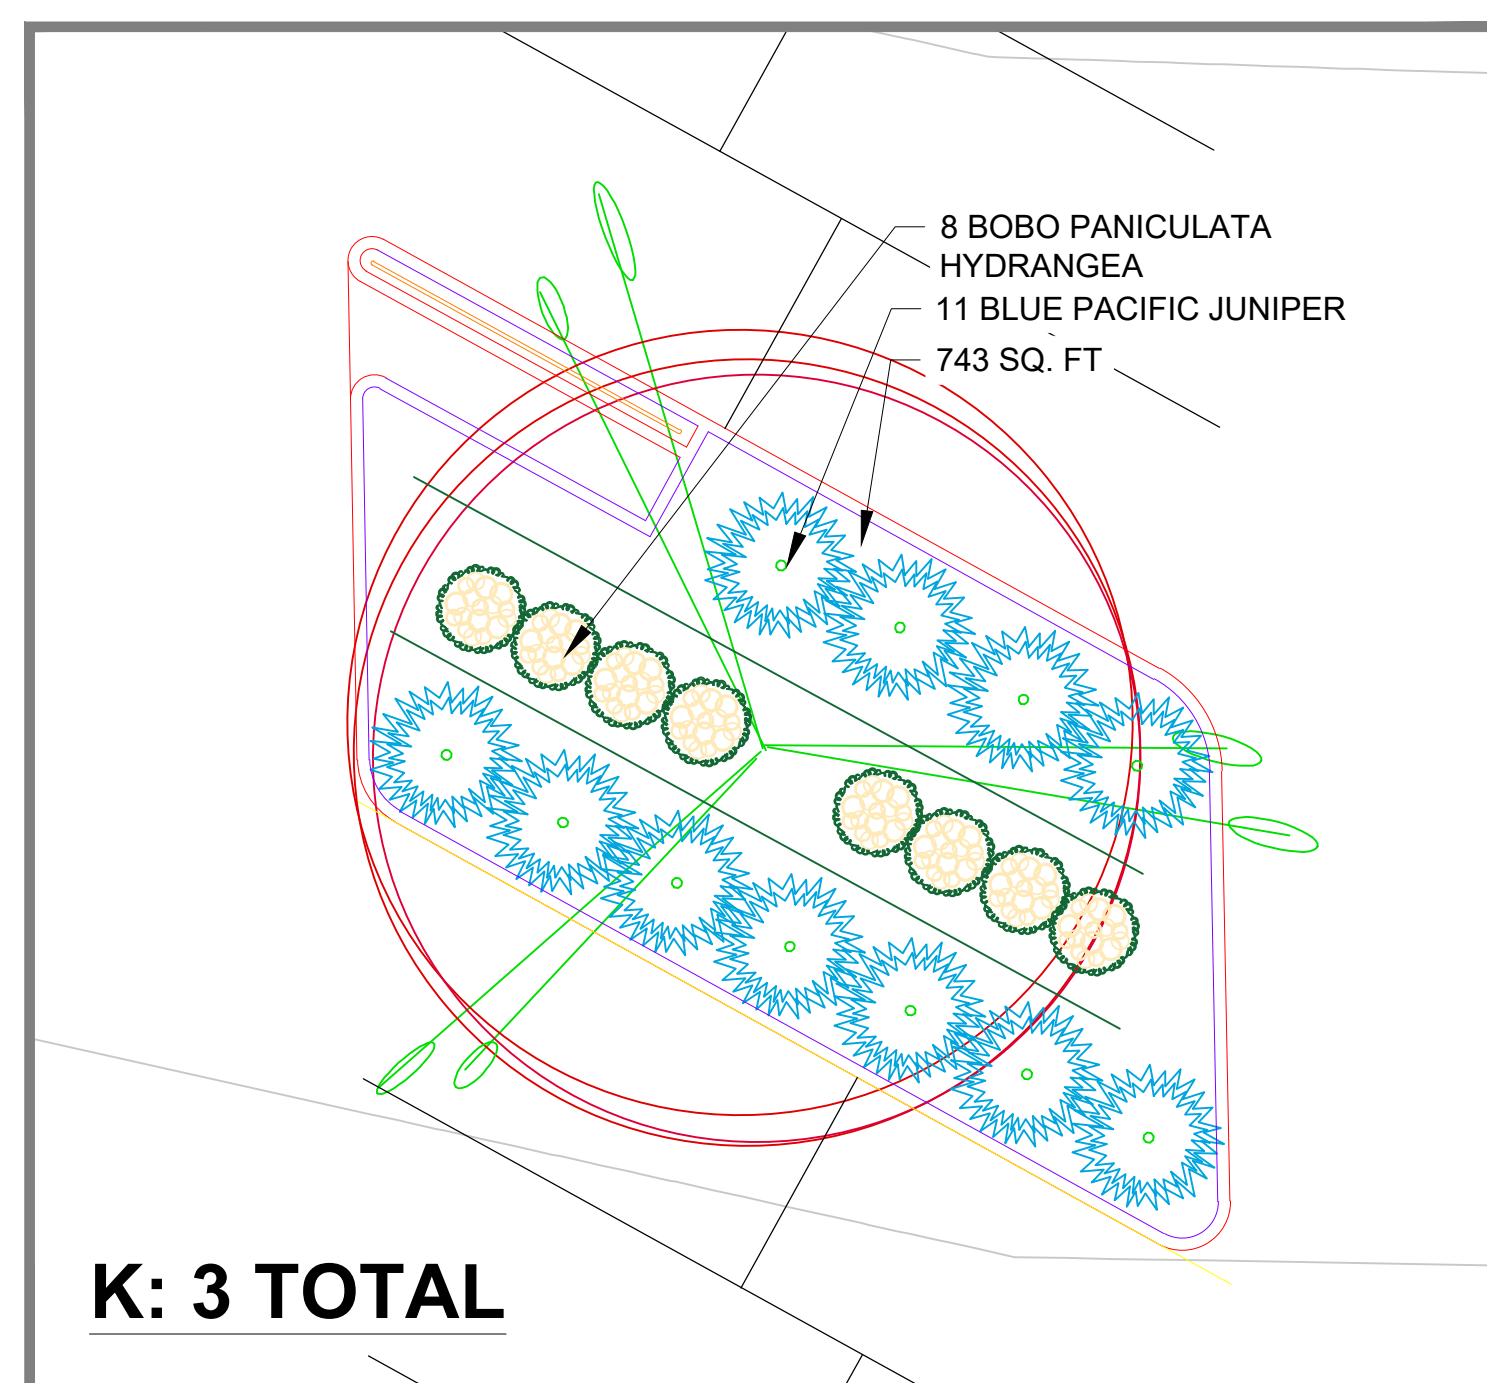 8 BOBO PANICULATA
HYDRANGEA
11 BLUE PACIFIC JUNIPER
743 SQ. FT
K: 3 TOTAL